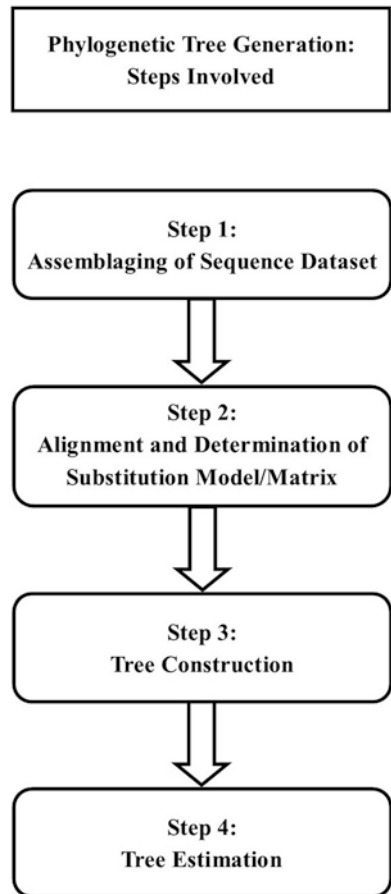 Phylogenetic Tree Generation:
Steps Involved
Step 1:
Assemblaging of Sequence Dataset
Step 2:
Alignment and Determination of
Substitution Model/Matrix
Step 3:
Tree Construction
Step 4:
Tree Estimation